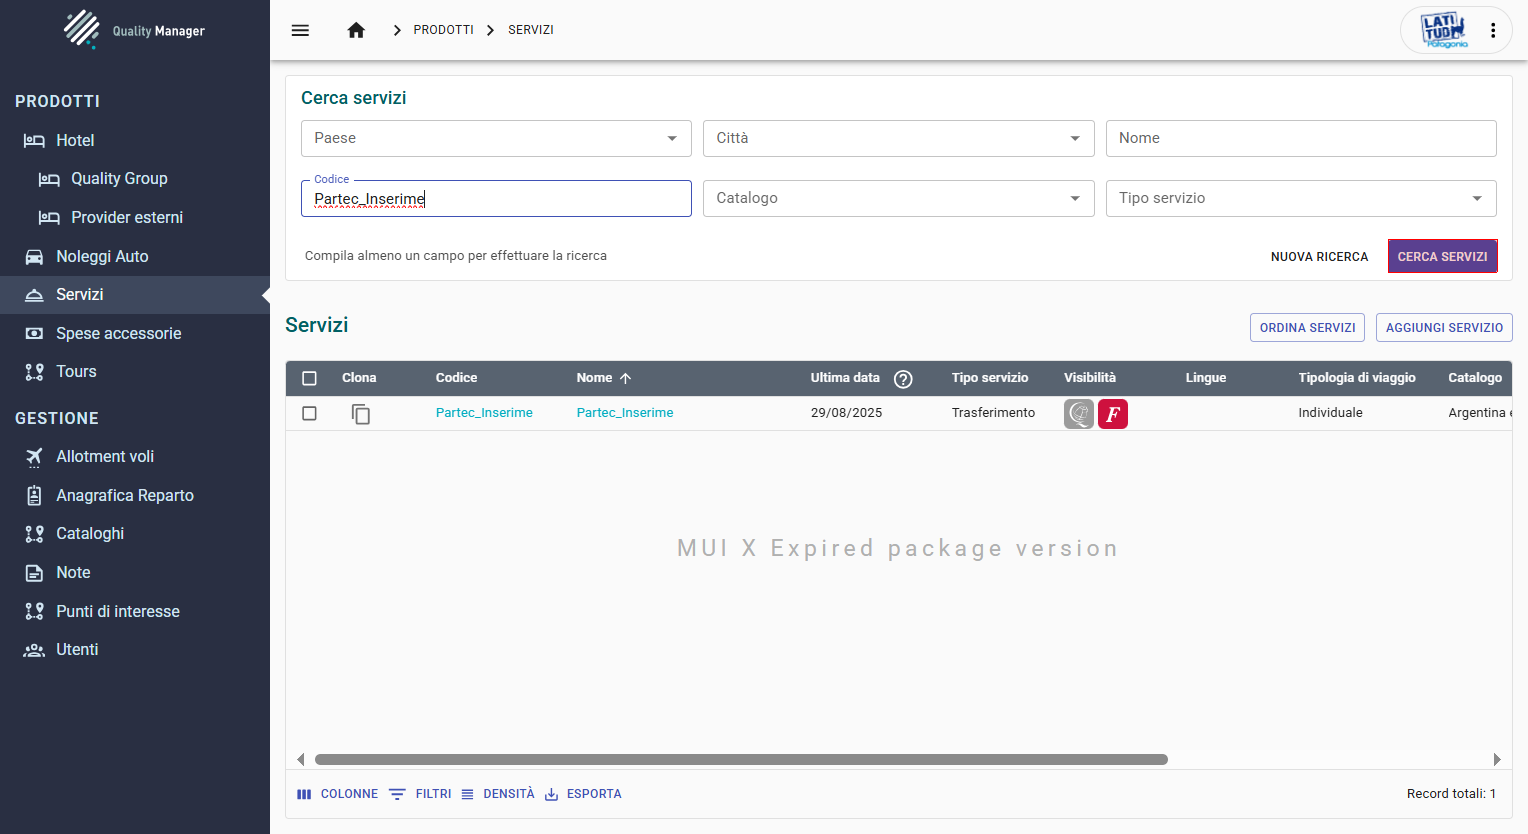 Quality Manager
PRODOTTI
Hotel
Quality Group
Provider esterni
Noleggi Auto
Servizi
Spese accessorie
Tours
GESTIONE
Allotment voli
Anagrafica Reparto
Cataloghi
Note
Punti di interesse
Utenti
PRODOTTI SERVIZI
LATI
TUD
Patagonia
Cerca servizi
Paese Città Nome
Codice
Partec_Inserime Catalogo Tipo servizio
Compila almeno un campo per effettuare la ricerca NUOVA RICERCA CERCA SERVIZI
Servizi ORDINA SERVIZI AGGIUNGI SERVIZIO
Clona Codice Nome Ultima data Tipo servizio Visibilità Lingue Tipologia di viaggio Catalogo
Partec_Inserime Partec_Inserime 29/08/2025 Trasferimento F Individuale Argentina e
MUI X Expired package version
COLONNE FILTRI DENSITÀ ESPORTA Record totali: 1